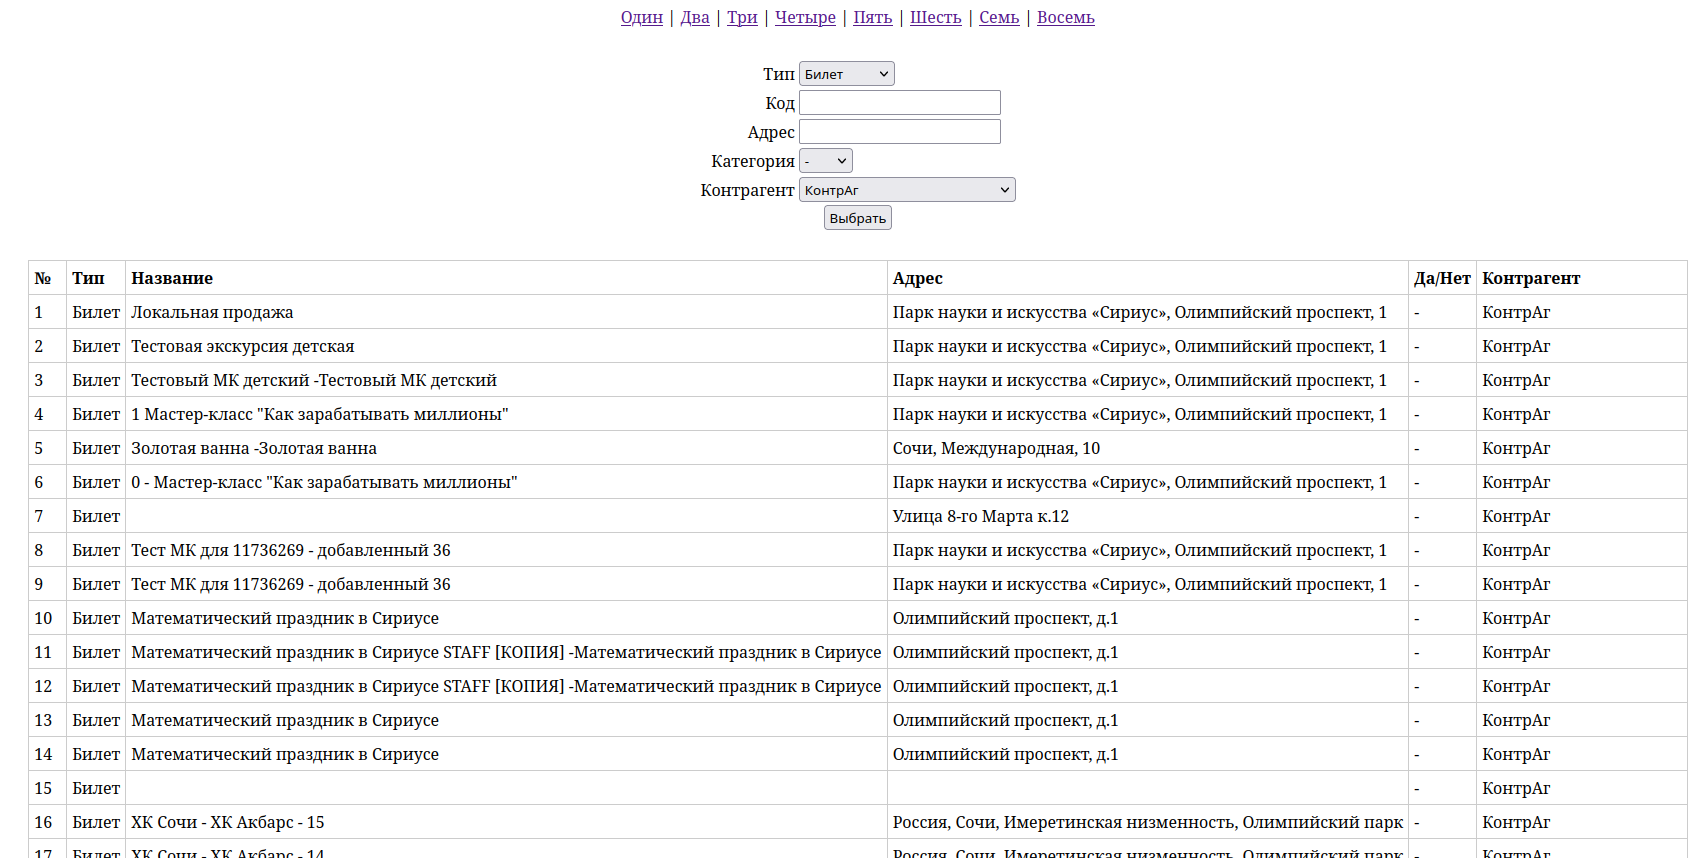 Один | Два | Три | Четыре | Пять | Шесть | Семь | Восемь
Тип Билет
Код
Адрес
Категория -
Контрагент КонтрАг
Выбрать
№ Тип Название Адрес Да/Нет Контрагент
1 Билет Локальная продажа Парк науки и искусства «Сириус», Олимпийский проспект, 1 - КонтрАг
2 Билет Тестовая экскурсия детская Парк науки и искусства «Сириус», Олимпийский проспект, 1 - КонтрАг
3 Билет Тестовый МК детский -Тестовый МК детский Парк науки и искусства «Сириус», Олимпийский проспект, 1 - КонтрАг
4 Билет 1 Мастер-класс "Как зарабатывать миллионы" Парк науки и искусства «Сириус», Олимпийский проспект, 1 - КонтрАг
5 Билет Золотая ванна -Золотая ванна Сочи, Международная, 10 - КонтрАг
6 Билет 0 - Мастер-класс "Как зарабатывать миллионы" Парк науки и искусства «Сириус», Олимпийский проспект, 1 - КонтрАг
7 Билет Улица 8-го Марта к.12 - КонтрАг
8 Билет Тест МК для 11736269 - добавленный 36 Парк науки и искусства «Сириус», Олимпийский проспект, 1 - КонтрАг
9 Билет Тест МК для 11736269 - добавленный 36 Парк науки и искусства «Сириус», Олимпийский проспект, 1 - КонтрАг
10 Билет Математический праздник в Сириусе Олимпийский проспект, д.1 - КонтрАг
11 Билет Математический праздник в Сириусе STAFF [КОПИЯ] -Математический праздник в Сириусе Олимпийский проспект, д.1 - КонтрАг
12 Билет Математический праздник в Сириусе STAFF [КОПИЯ] -Математический праздник в Сириусе Олимпийский проспект, д.1 - КонтрАг
13 Билет Математический праздник в Сириусе Олимпийский проспект, д.1 - КонтрАг
14 Билет Математический праздник в Сириусе Олимпийский проспект, д.1 - КонтрАг
15 Билет - КонтрАг
16 Билет ХК Сочи - ХК Акбарс - 15 Россия, Сочи, Имеретинская низменность, Олимпийский парк - КонтрАг
17 Билет ХК Сочи - ХК Акбарс - 14 Россия, Сочи, Имеретинская низменность, Олимпийский парк - КонтрАг